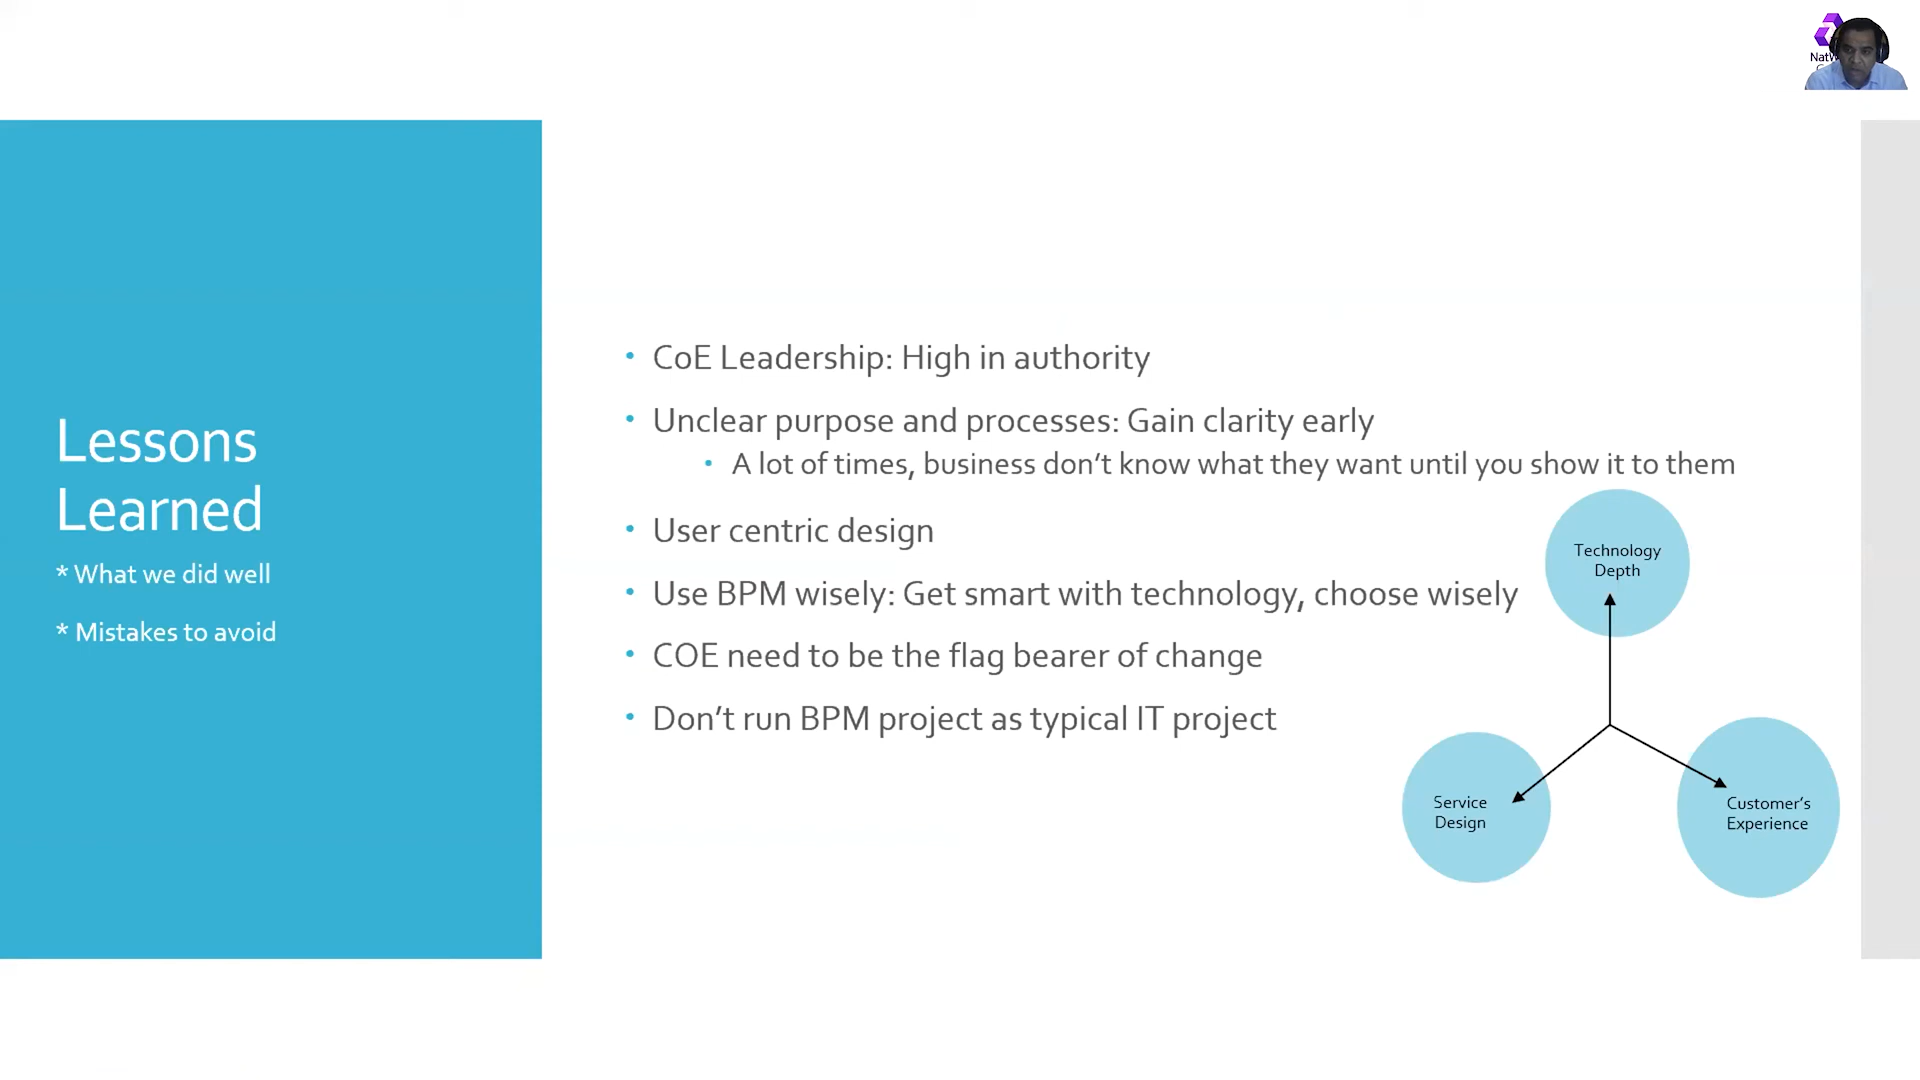 Lessons
Learned
* What we did well
* Mistakes to avoid
• CoE Leadership: High in authority
• Unclear purpose and processes: Gain clarity early
• A lot of times, business don’t know what they want until you show it to them
• User centric design
• Use BPM wisely: Get smart with technology, choose wisely
• COE need to be the flag bearer of change
• Don’t run BPM project as typical IT project
Technology
Depth
Service
Design
Customer’s
Experience